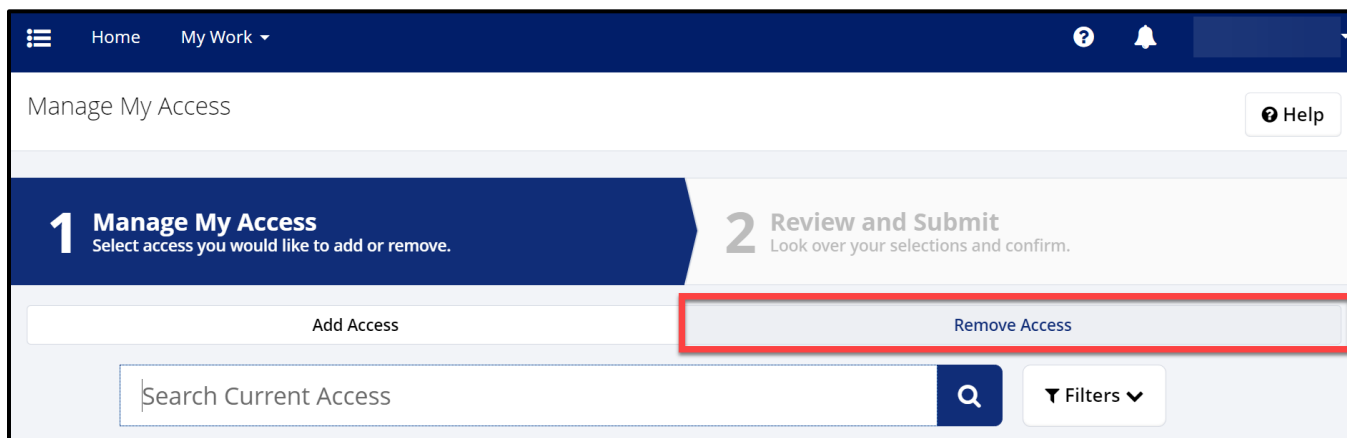 Home My Work
Manage My Access
Help
1 Manage My Access
Select access you would like to add or remove.
2 Review and Submit
Look over your selections and confirm.
Add Access
Remove Access
Search Current Access
Filters